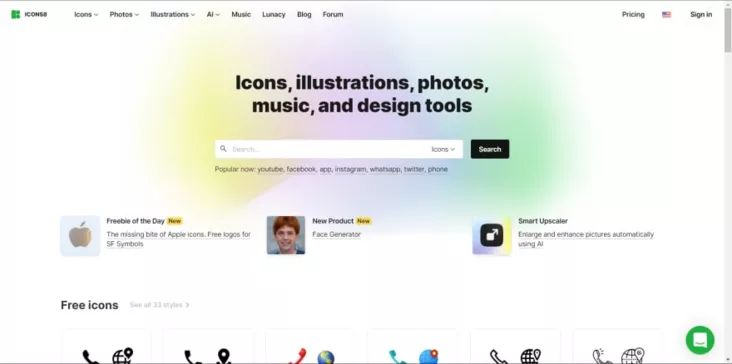 ICONS8
Icons Photos Illustrations AI Music Lunacy Blog Forum Pricing Sign in
Icons, illustrations, photos,
music, and design tools
Search... Icons Search
Popular now: youtube, facebook, app, instagram, whatsapp, twitter, phone
Freebie of the Day New
The missing bite of Apple icons. Free logos for
SF Symbols
New Product New
Face Generator
Smart Upscaler
Enlarge and enhance pictures automatically
using AI
Free icons See all 33 styles